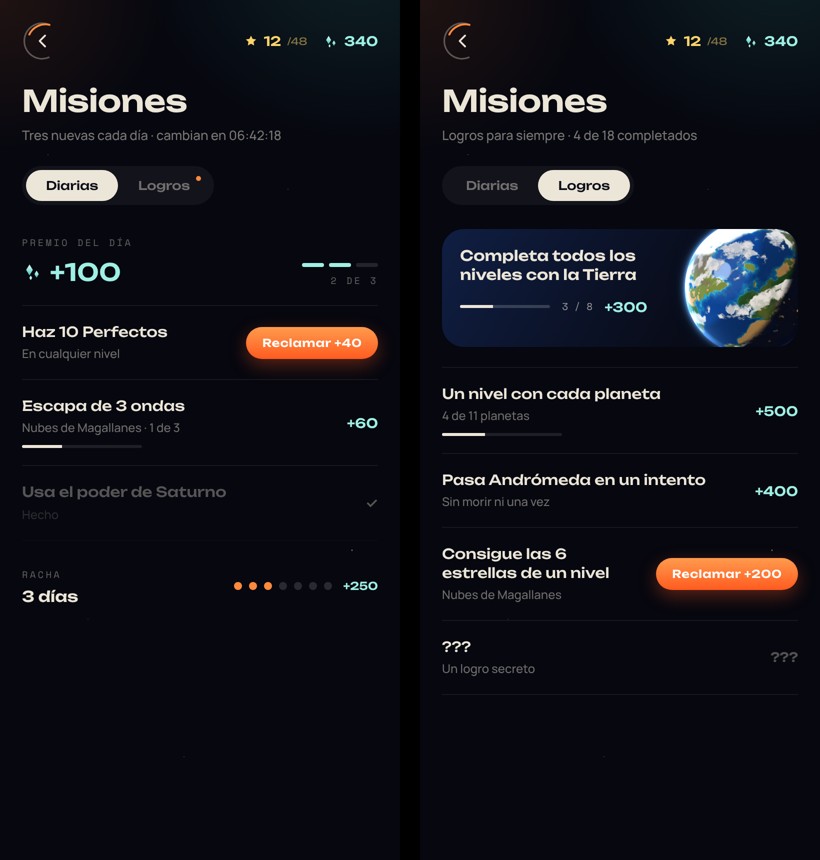 12 /48 340
Misiones
Tres nuevas cada día · cambian en 06:42:18
Diarias Logros
PREMIO DEL DÍA
+100
2 DE 3
Haz 10 Perfectos
En cualquier nivel
Reclamar +40
Escapa de 3 ondas
Nubes de Magallanes · 1 de 3
+60
Usa el poder de Saturno
Hecho
RACHA
3 días
+250
12 /48 340
Misiones
Logros para siempre · 4 de 18 completados
Diarias Logros
Completa todos los
niveles con la Tierra
3 / 8 +300
Un nivel con cada planeta
4 de 11 planetas
+500
Pasa Andrómeda en un intento
Sin morir ni una vez
+400
Consigue las 6
estrellas de un nivel
Nubes de Magallanes
Reclamar +200
???
Un logro secreto
???